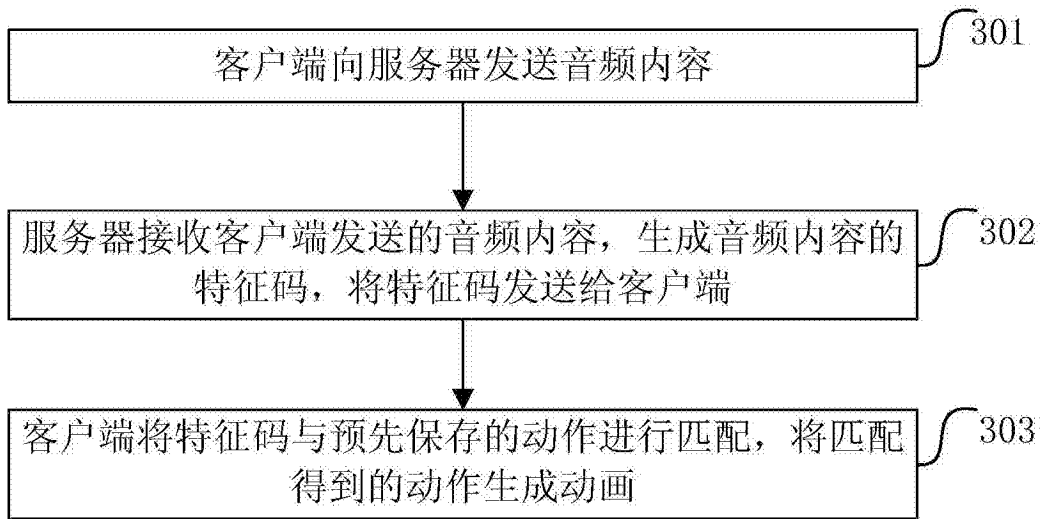 客户端向服务器发送音频内容
301
服务器接收客户端发送的音频内容，生成音频内容的
特征码，将特征码发送给客户端
302
客户端将特征码与预先保存的动作进行匹配，将匹配
得到的动作生成动画
303